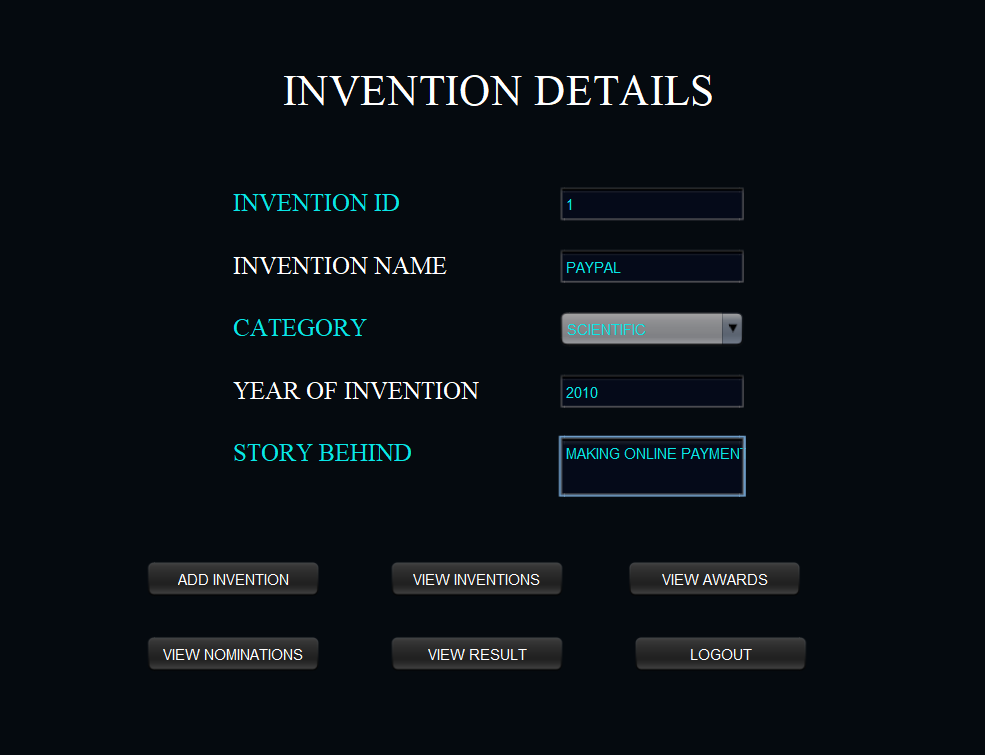 INVENTION DETAILS
INVENTION ID 1
INVENTION NAME PAYPAL
CATEGORY SCIENTIFIC
YEAR OF INVENTION 2010
STORY BEHIND MAKING ONLINE PAYMENT
ADD INVENTION VIEW INVENTIONS VIEW AWARDS
VIEW NOMINATIONS VIEW RESULT LOGOUT